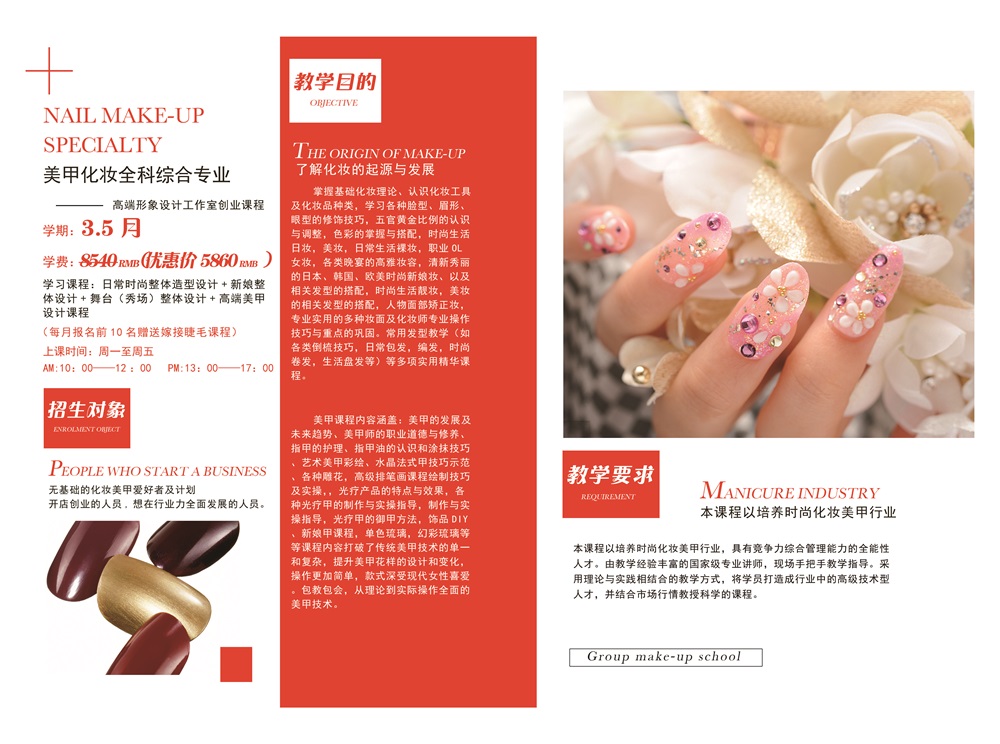 NAIL MAKE-UP
SPECIALTY
美甲化妆全科综合专业
高端形象设计工作室创业课程
学期：3.5 月
学费：8540 RMB（优惠价 5860 RMB ）
学习课程：日常时尚整体造型设计 + 新娘整
体设计 + 舞台（秀场）整体设计 + 高端美甲
设计课程
（每月报名前 10 名赠送嫁接睫毛课程）
上课时间：周一至周五
AM:10：00——12：00 PM:13：00——17：00
招生对象
ENROLMENT OBJECT
PEOPLE WHO START A BUSINESS
无基础的化妆美甲爱好者及计划
开店创业的人员，想在行业力全面发展的人员。
教学目的
OBJECTIVE
THE ORIGIN OF MAKE-UP
了解化妆的起源与发展
掌握基础化妆理论、认识化妆工具
及化妆品种类，学习各种脸型、眉形、
眼型的修饰技巧，五官黄金比例的认识
与调整，色彩的掌握与搭配，时尚生活
日妆，美妆，日常生活裸妆，职业 OL
女妆，各类晚宴的高雅妆容，清新秀丽
的日本、韩国、欧美时尚新娘妆、以及
相关发型的搭配，时尚生活靓妆，美妆
的相关发型的搭配，人物面部矫正妆，
专业实用的多种妆面及化妆师专业操作
技巧与重点的巩固。常用发型教学（如
各类倒梳技巧，日常包发，编发，时尚
卷发，生活盘发等）等多项实用精华课
程。
美甲课程内容涵盖：美甲的发展及
未来趋势、美甲师的职业道德与修养、
指甲的护理、指甲油的认识和涂抹技巧
、艺术美甲彩绘、水晶法式甲技巧示范
、各种雕花，高级排笔画课程绘制技巧
及实操，，光疗产品的特点与效果，各
种光疗甲的制作与实操指导，制作与实
操指导，光疗甲的御甲方法，饰品 DIY
、新娘甲课程，单色琉璃，幻彩琉璃等
等课程内容打破了传统美甲技术的单一
和复杂，提升美甲花样的设计和变化，
操作更加简单，款式深受现代女性喜爱
。包教包会，从理论到实际操作全面的
美甲技术。
教学要求
REQUIREMENT
MANICURE INDUSTRY
本课程以培养时尚化妆美甲行业
本课程以培养时尚化妆美甲行业，具有竞争力综合管理能力的全能性
人才。由教学经验丰富的国家级专业讲师，现场手把手教学指导。采
用理论与实践相结合的教学方式，将学员打造成行业中的高级技术型
人才，并结合市场行情教授科学的课程。
Group make-up school